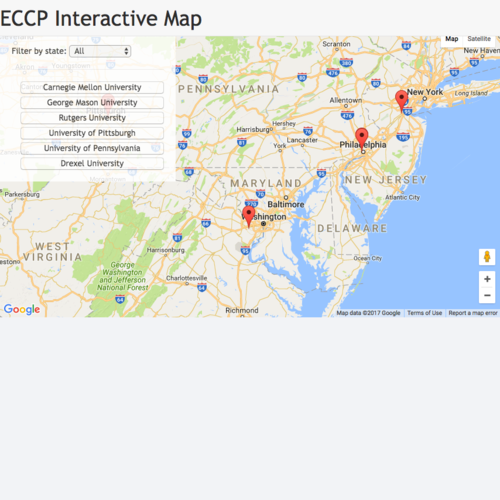 ECCP Interactive Map
Filter by state: All
Carnegie Mellon University
George Mason University
Rutgers University
University of Pittsburgh
University of Pennsylvania
Drexel University
Map Satellite
Scranton
New Haven
PENNSYLVANIA
Allentown
New York
Long Island
Harrisburg
Hershey
Lancaster
Philadelphia
MARYLAND
NEW JERSEY
Baltimore
Atlantic City
Parkersburg
Washington
DELAWARE
WEST
VIRGINIA
Harrisonburg
Ocean City
George
Washington
and Jefferson
National Forest
Charlottesville
Richmond
Google
Map data ©2017 Google Terms of Use Report a map error